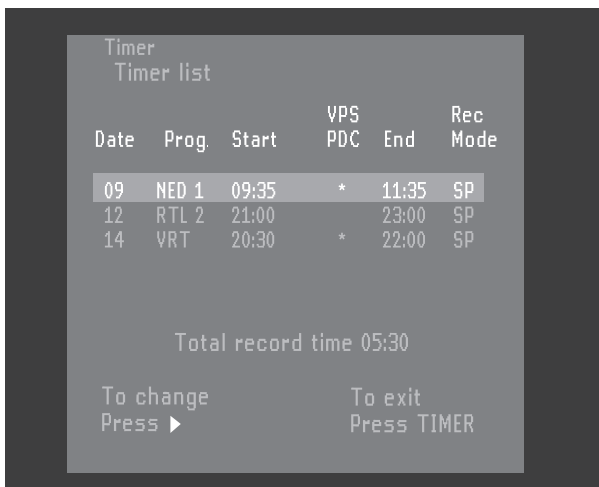 Timer
Timer list
VPS Rec
Date Prog. Start PDC End Mode
09 NED 1 09:35 * 11:35 SP
12 RTL 2 21:00 23:00 SP
14 VRT 20:30 * 22:00 SP
Total record time 05:30
To change To exit
Press ▶ Press TIMER